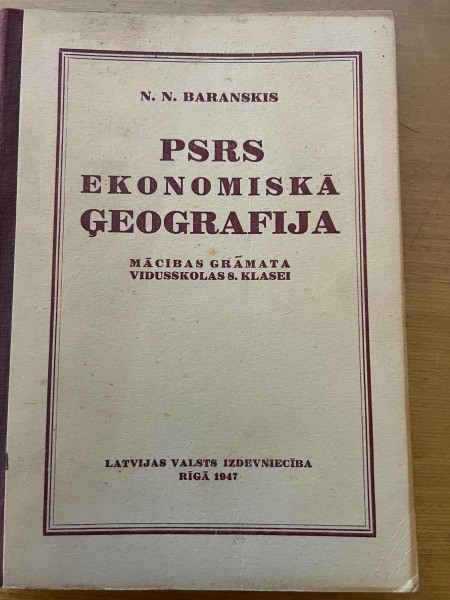 N. N. BARANSKIS
PSRS
EKONOMISKĀ
ĢEOGRAFIJA
MĀCĪBAS GRĀMATA
VIDUSSKOLAS 8. KLASEI
LATVIJAS VALSTS IZDEVNIECĪBA
RĪGĀ 1947